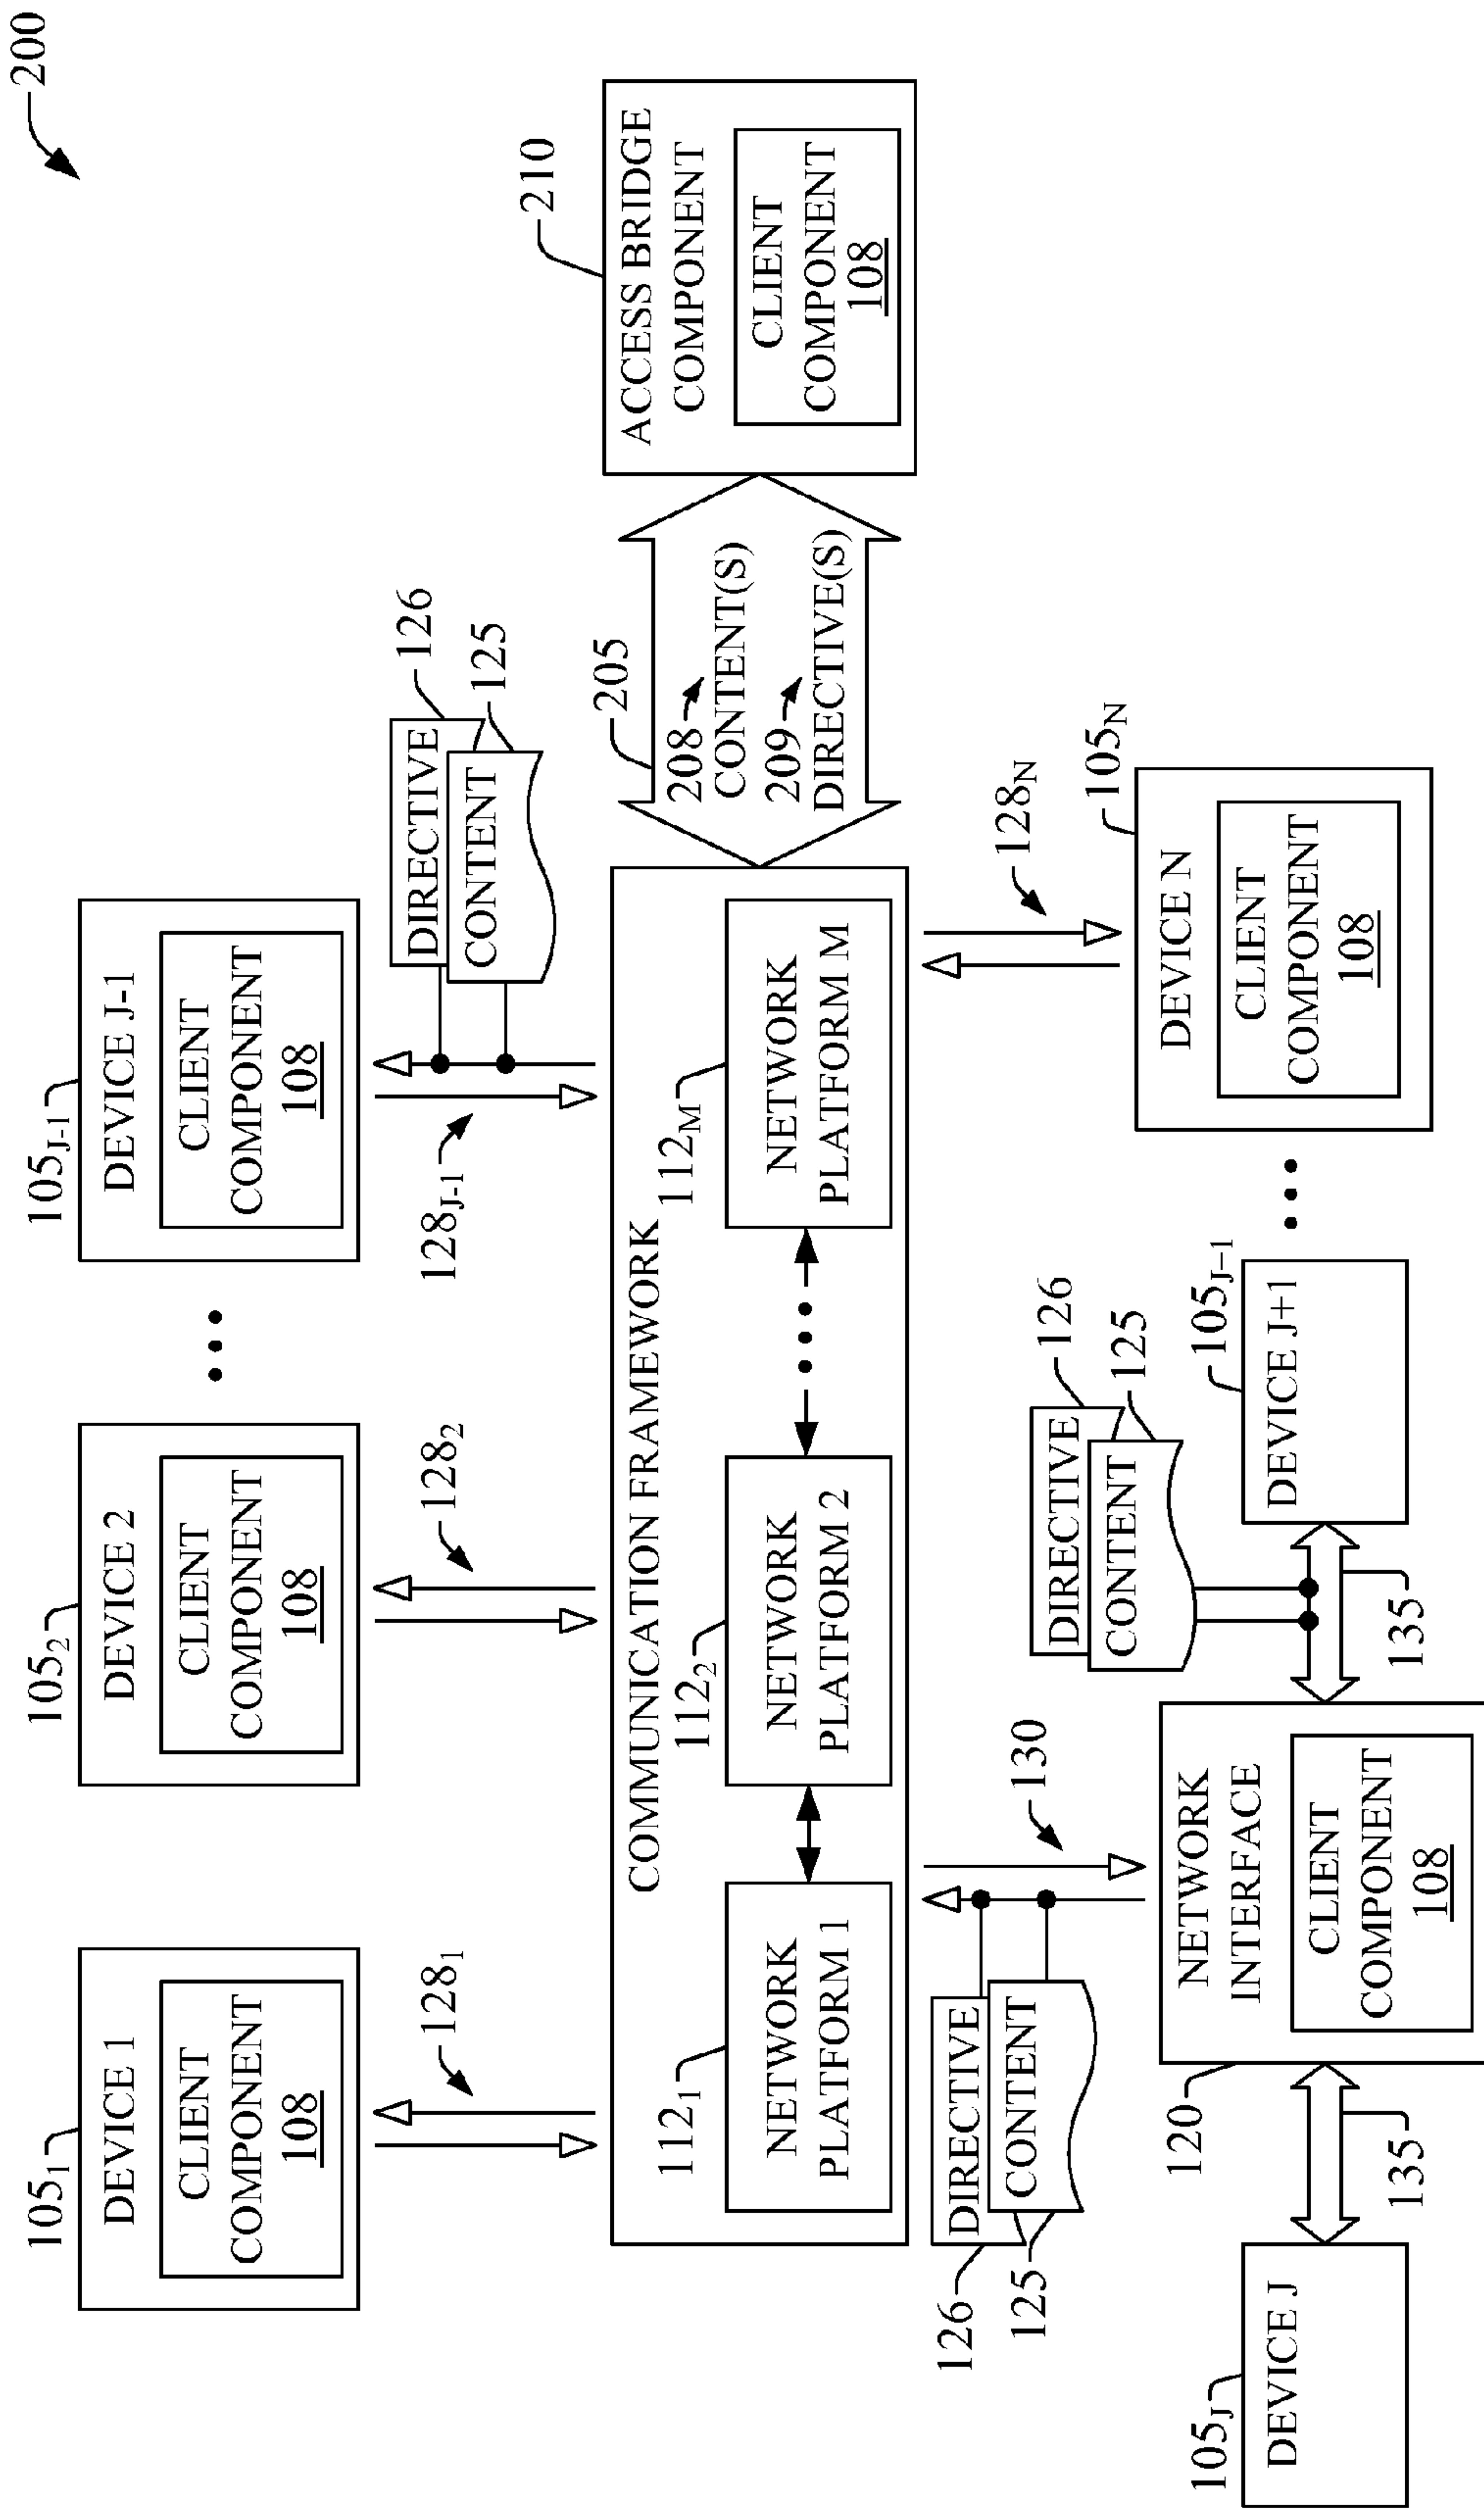 200
105₁
DEVICE 1
CLIENT
COMPONENT
108
105₂
DEVICE 2
CLIENT
COMPONENT
108
105J-1
DEVICE J-1
CLIENT
COMPONENT
108
128₁
128₂
128J-1
DIRECTIVE
CONTENT
126
125
COMMUNICATION FRAMEWORK
112₁
NETWORK
PLATFORM 1
112₂
NETWORK
PLATFORM 2
112M
NETWORK
PLATFORM M
205
208
CONTENT(S)
209
DIRECTIVE(S)
210
ACCESS BRIDGE
COMPONENT
CLIENT
COMPONENT
108
126
125
DIRECTIVE
CONTENT
130
DIRECTIVE
CONTENT
126
125
128N
105N
DEVICE N
CLIENT
COMPONENT
108
105J
DEVICE J
135
120
NETWORK
INTERFACE
CLIENT
COMPONENT
108
135
105J−1
DEVICE J+1